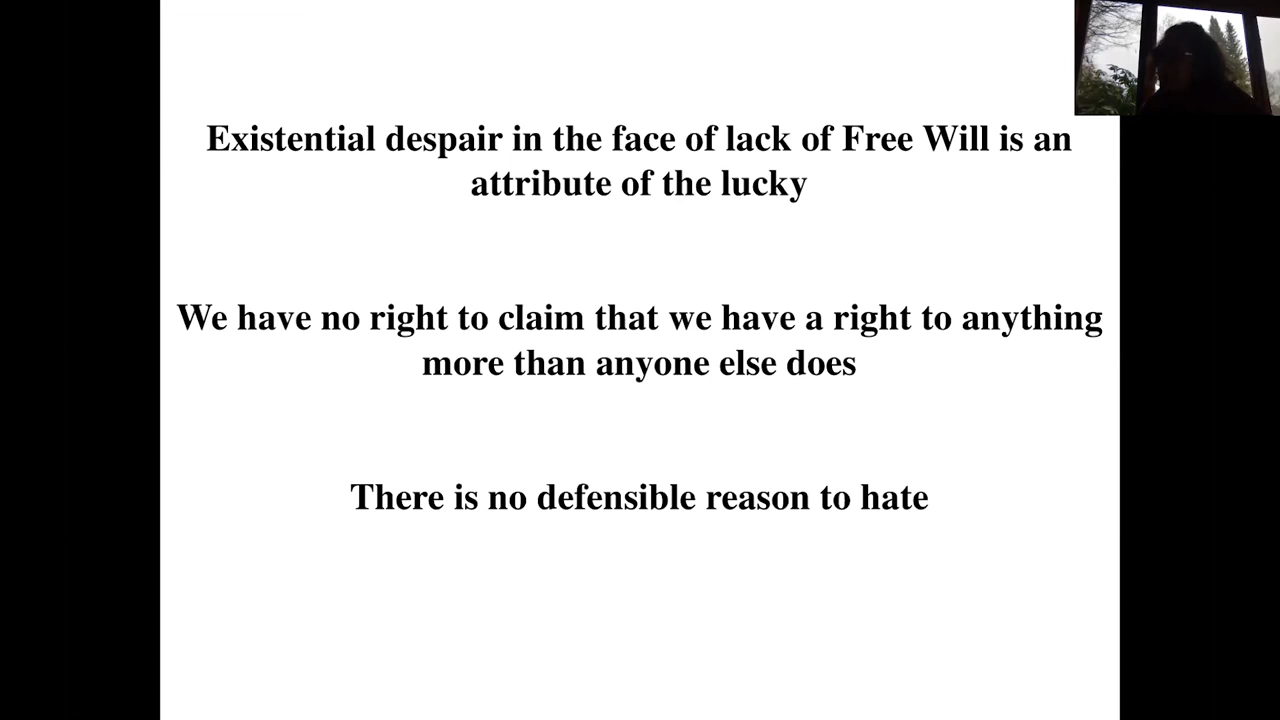 Existential despair in the face of lack of Free Will is an
attribute of the lucky
We have no right to claim that we have a right to anything
more than anyone else does
There is no defensible reason to hate